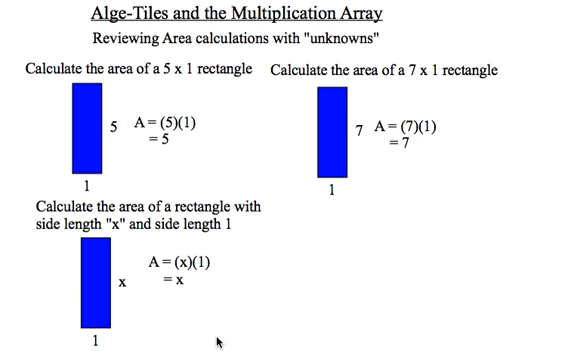 Alge-Tiles and the Multiplication Array
Reviewing Area calculations with "unknowns"
Calculate the area of a 5 x 1 rectangle
5 A = (5)(1)
= 5
1
Calculate the area of a 7 x 1 rectangle
7 A = (7)(1)
= 7
1
Calculate the area of a rectangle with
side length "x" and side length 1
A = (x)(1)
x = x
1